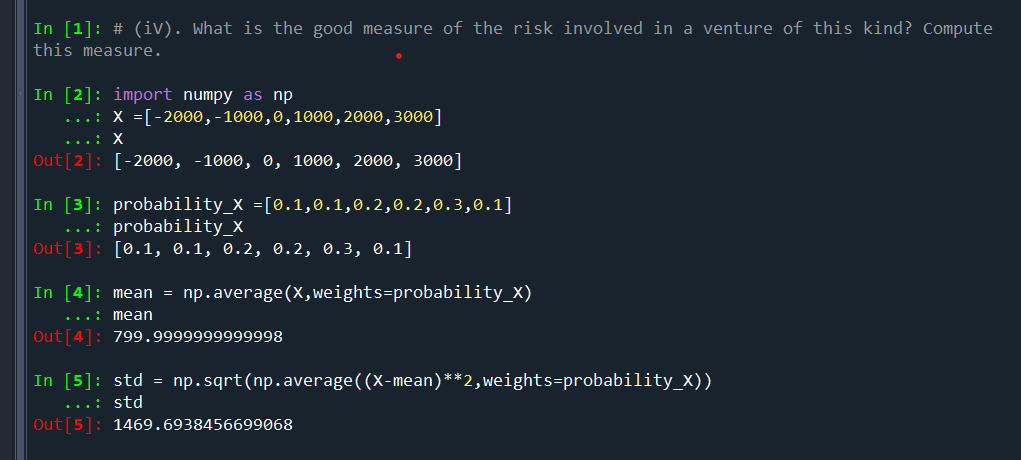 In [1]: # (iV). What is the good measure of the risk involved in a venture of this kind? Compute
this measure.
In [2]: import numpy as np
...: X =[-2000,-1000,0,1000,2000,3000]
...: X
Out[2]: [-2000, -1000, 0, 1000, 2000, 3000]
In [3]: probability_X =[0.1,0.1,0.2,0.2,0.3,0.1]
...: probability_X
Out[3]: [0.1, 0.1, 0.2, 0.2, 0.3, 0.1]
In [4]: mean = np.average(X,weights=probability_X)
...: mean
Out[4]: 799.9999999999998
In [5]: std = np.sqrt(np.average((X-mean)**2,weights=probability_X))
...: std
Out[5]: 1469.6938456699068